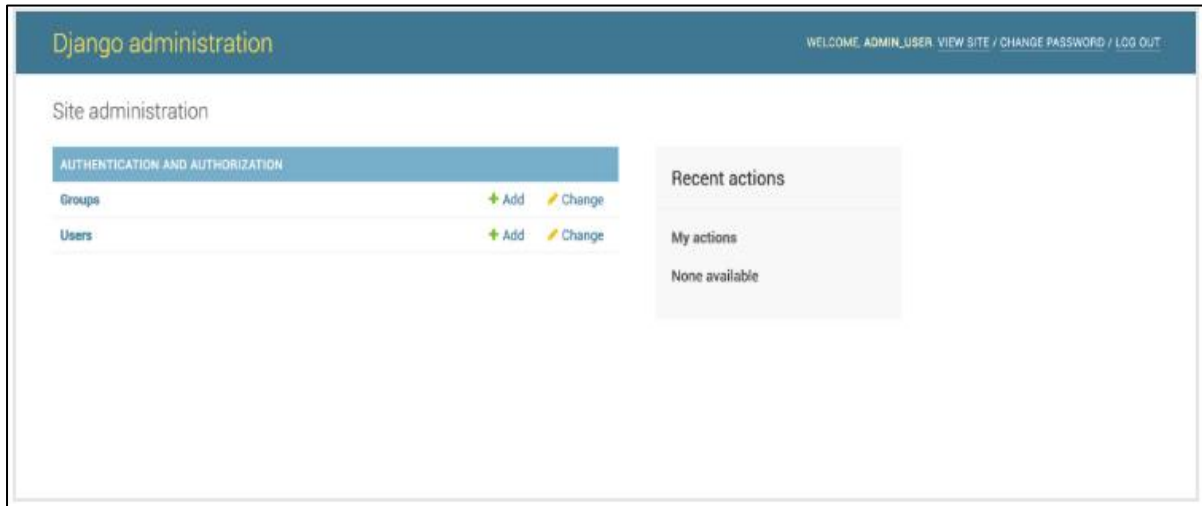 Django administration
WELCOME, ADMIN_USER. VIEW SITE / CHANGE PASSWORD / LOG OUT
Site administration
AUTHENTICATION AND AUTHORIZATION
Groups + Add Change
Users + Add Change
Recent actions
My actions
None available